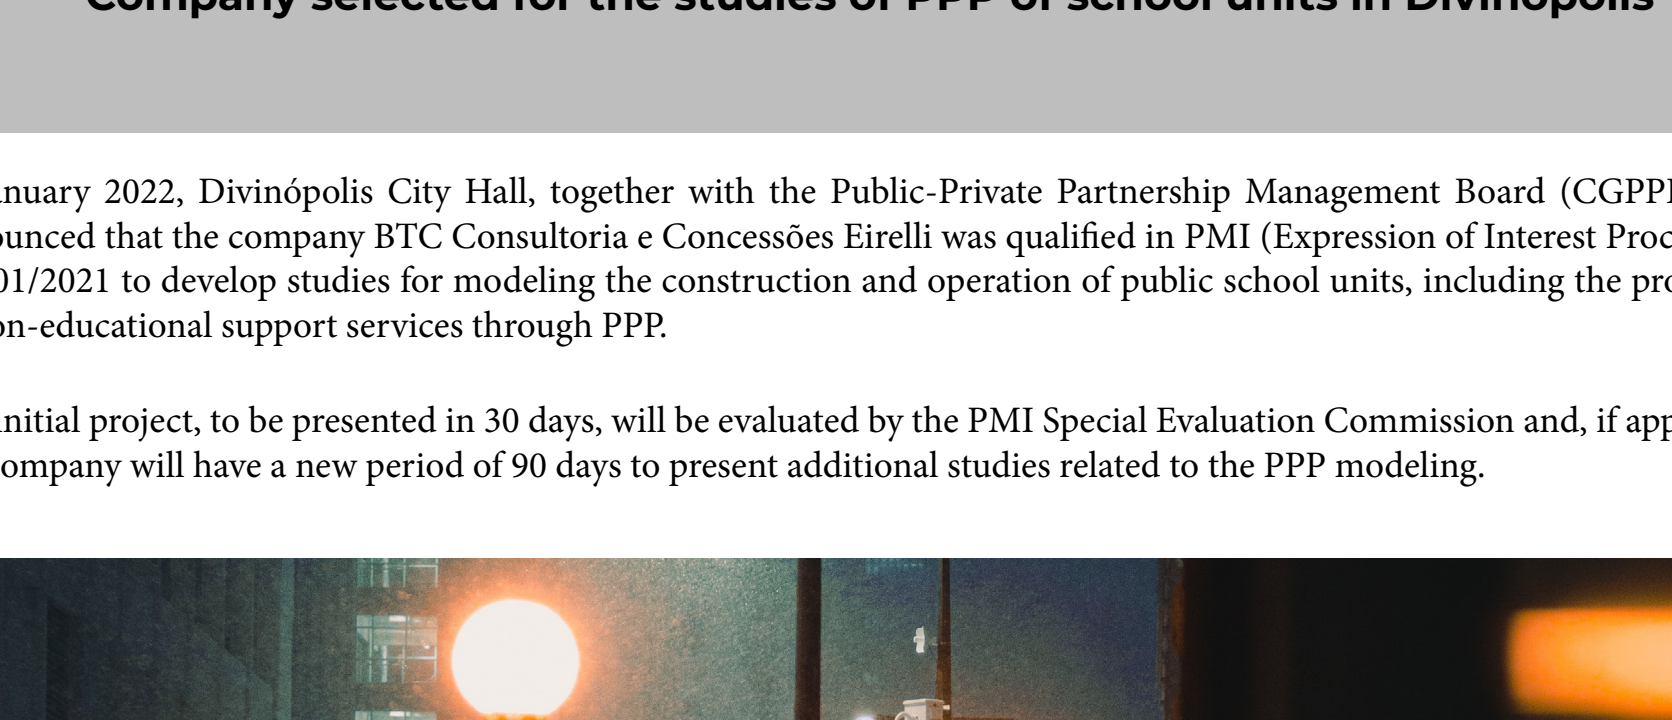 Company selected for the studies of PPP of school units in Divinópolis
anuary 2022, Divinópolis City Hall, together with the Public-Private Partnership Management Board (CGPPP
ounced that the company BTC Consultoria e Concessões Eirelli was qualified in PMI (Expression of Interest Proc
01/2021 to develop studies for modeling the construction and operation of public school units, including the pro
on-educational support services through PPP.
initial project, to be presented in 30 days, will be evaluated by the PMI Special Evaluation Commission and, if app
ompany will have a new period of 90 days to present additional studies related to the PPP modeling.